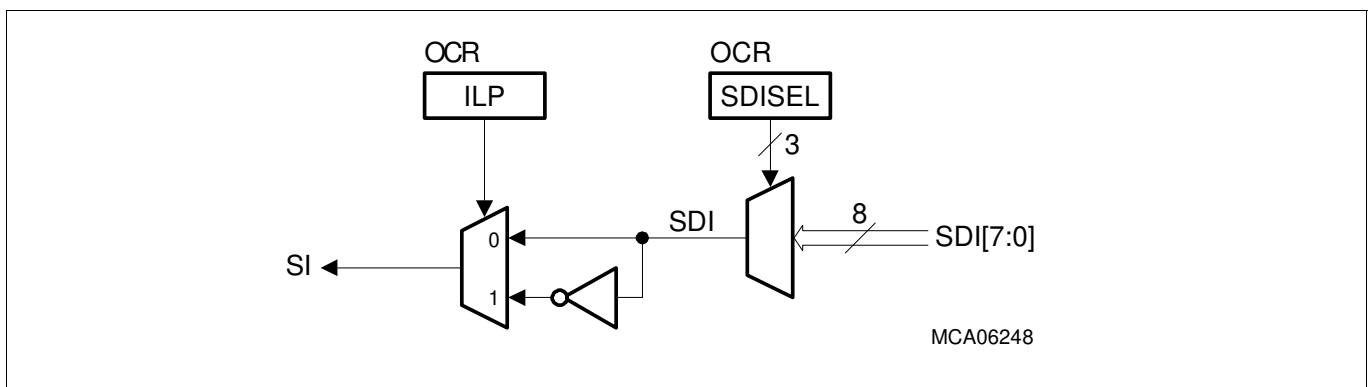 OCR OCR
ILP SDISEL
3
8
SDI SDI[7:0]
0
SI
1
MCA06248